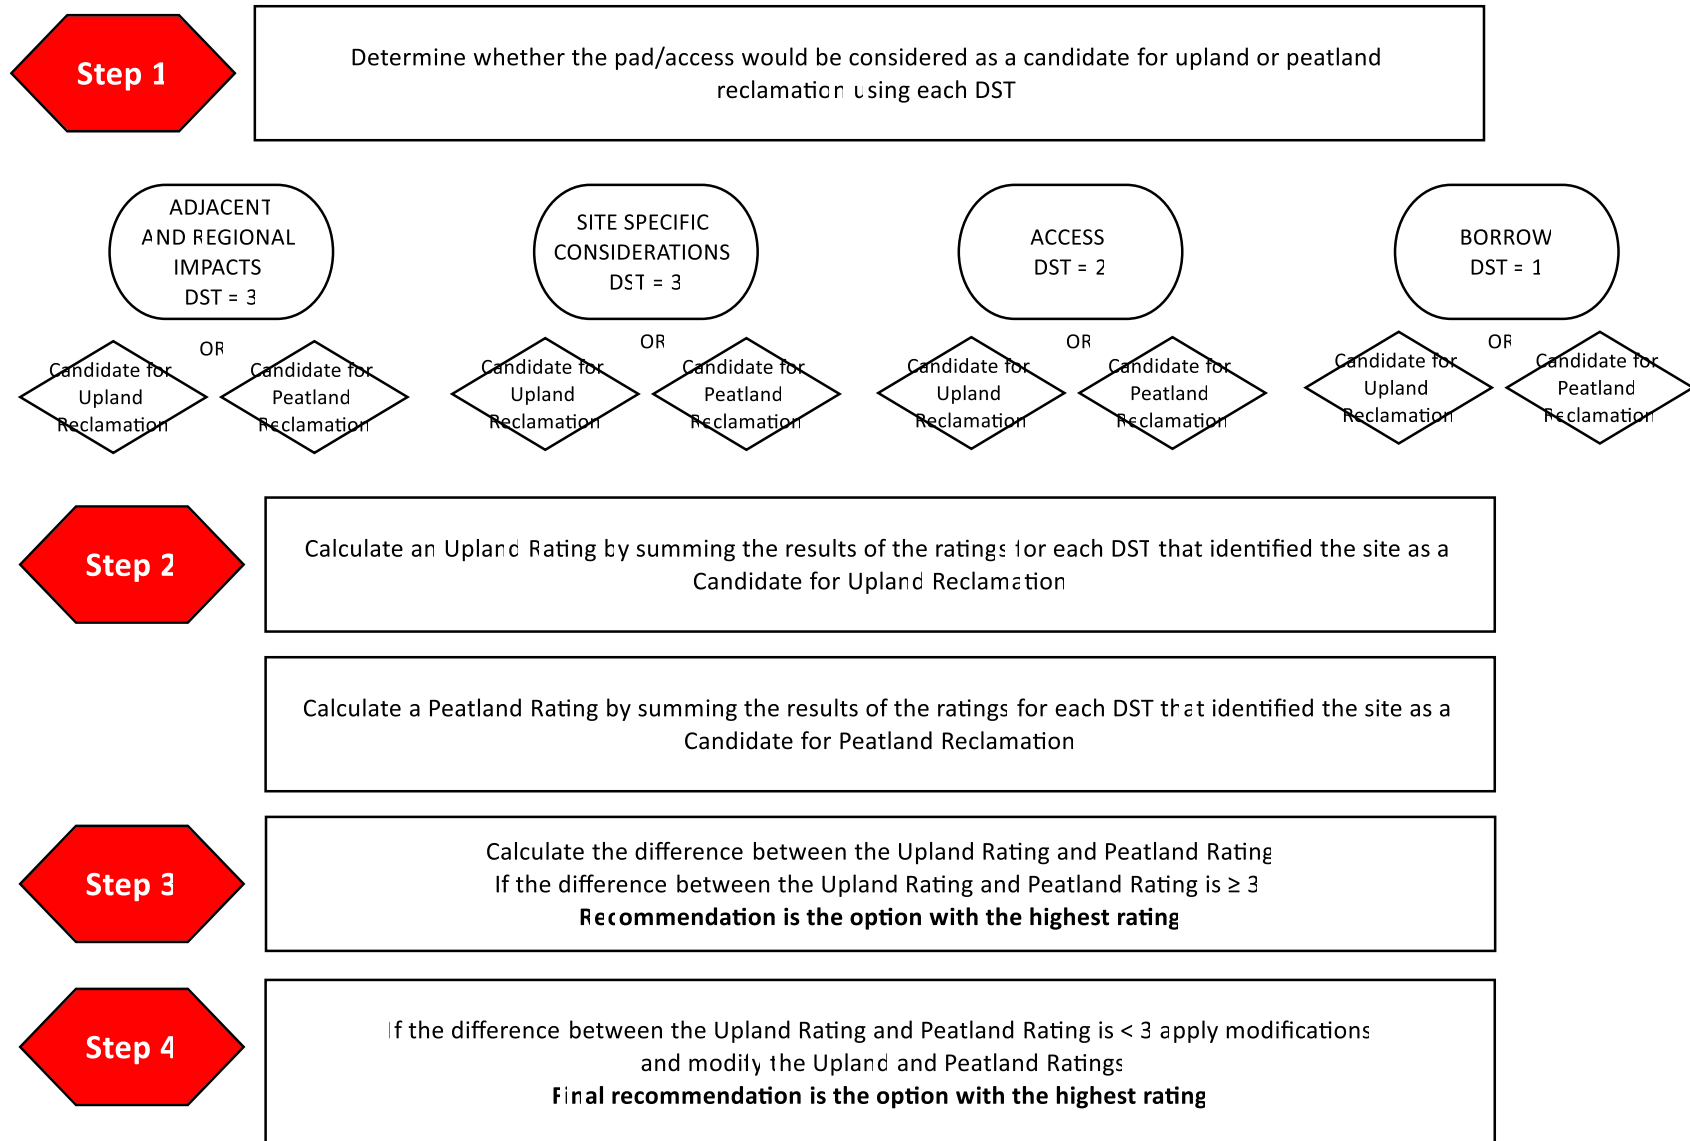 Step 1
Determine whether the pad/access would be considered as a candidate for upland or peatland
reclamation using each DST
ADJACENT
AND REGIONAL
IMPACTS
DST = 3
SITE SPECIFIC
CONSIDERATIONS
DST = 3
ACCESS
DST = 2
BORROW
DST = 1
OR
Candidate for
Upland
Reclamation
Candidate for
Peatland
Reclamation
OR
Candidate for
Upland
Reclamation
Candidate for
Peatland
Reclamation
OR
Candidate for
Upland
Reclamation
Candidate for
Peatland
Reclamation
OR
Candidate for
Upland
Reclamation
Candidate for
Peatland
Reclamation
Step 2
Calculate an Upland Rating by summing the results of the ratings for each DST that identified the site as a
Candidate for Upland Reclamation
Calculate a Peatland Rating by summing the results of the ratings for each DST that identified the site as a
Candidate for Peatland Reclamation
Step 3
Calculate the difference between the Upland Rating and Peatland Rating
If the difference between the Upland Rating and Peatland Rating is ≥ 3
Recommendation is the option with the highest rating
Step 4
If the difference between the Upland Rating and Peatland Rating is < 3 apply modifications
and modify the Upland and Peatland Ratings
Final recommendation is the option with the highest rating